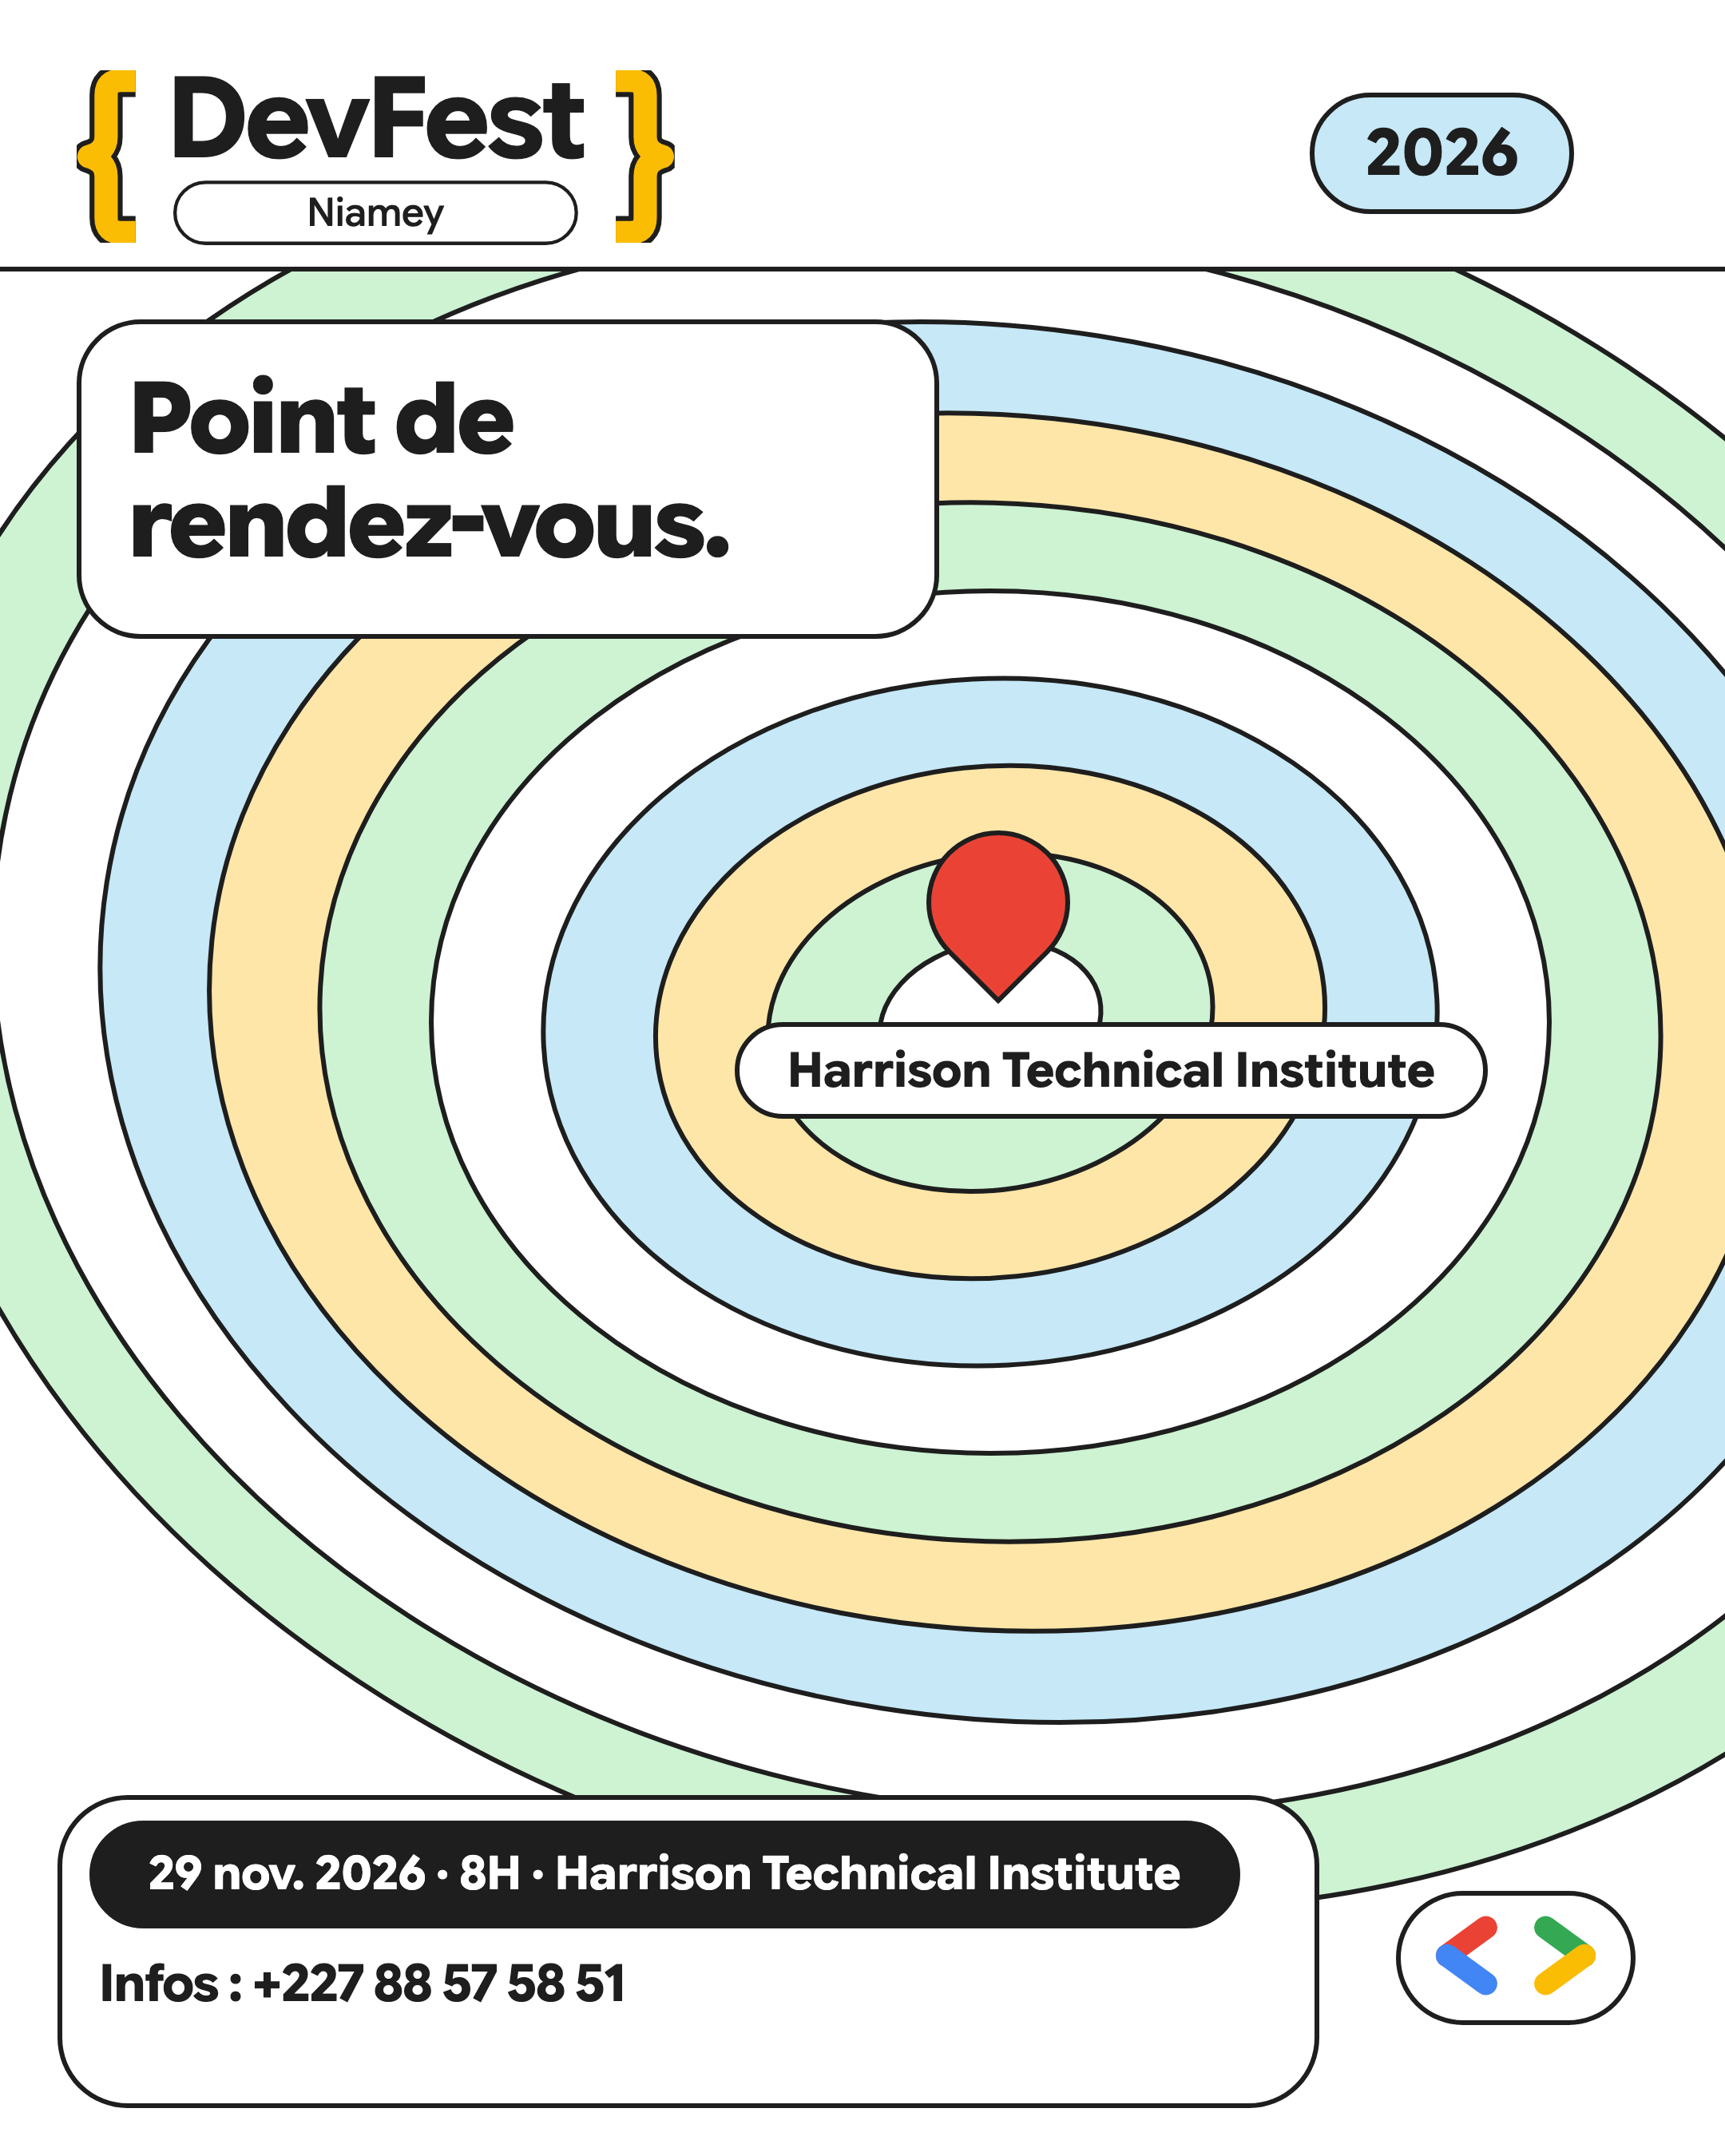 DevFest
Niamey
2026
Point de
rendez-vous.
Harrison Technical Institute
29 nov. 2026 · 8H · Harrison Technical Institute
Infos : +227 88 57 58 51